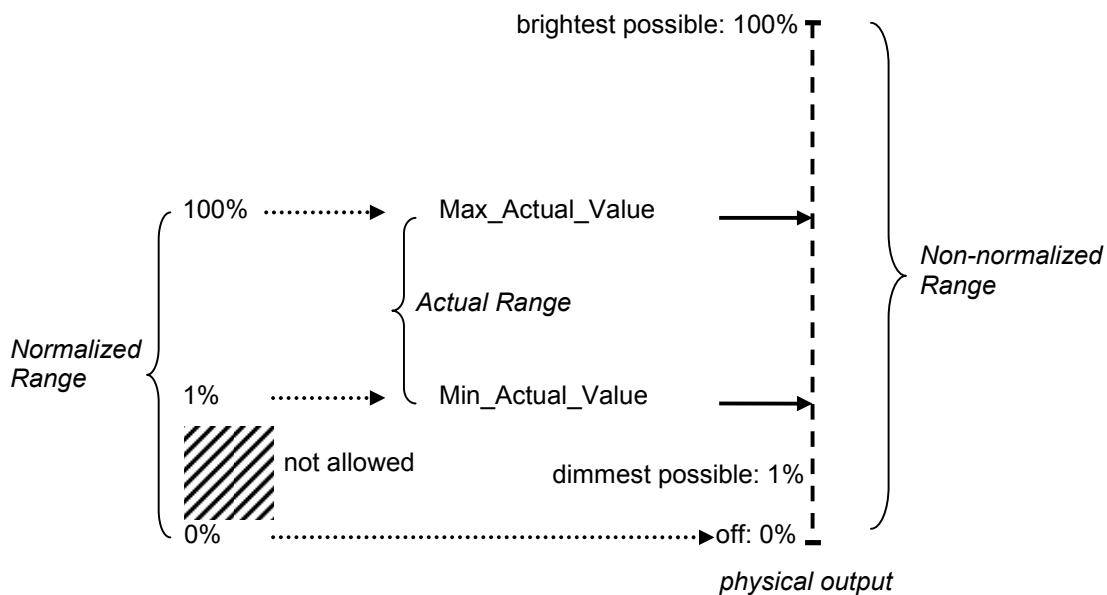 brightest possible: 100%
100%
Max_Actual_Value
Non-normalized
Range
Actual Range
Normalized
Range
1%
Min_Actual_Value
not allowed
dimmest possible: 1%
0%
off: 0%
physical output